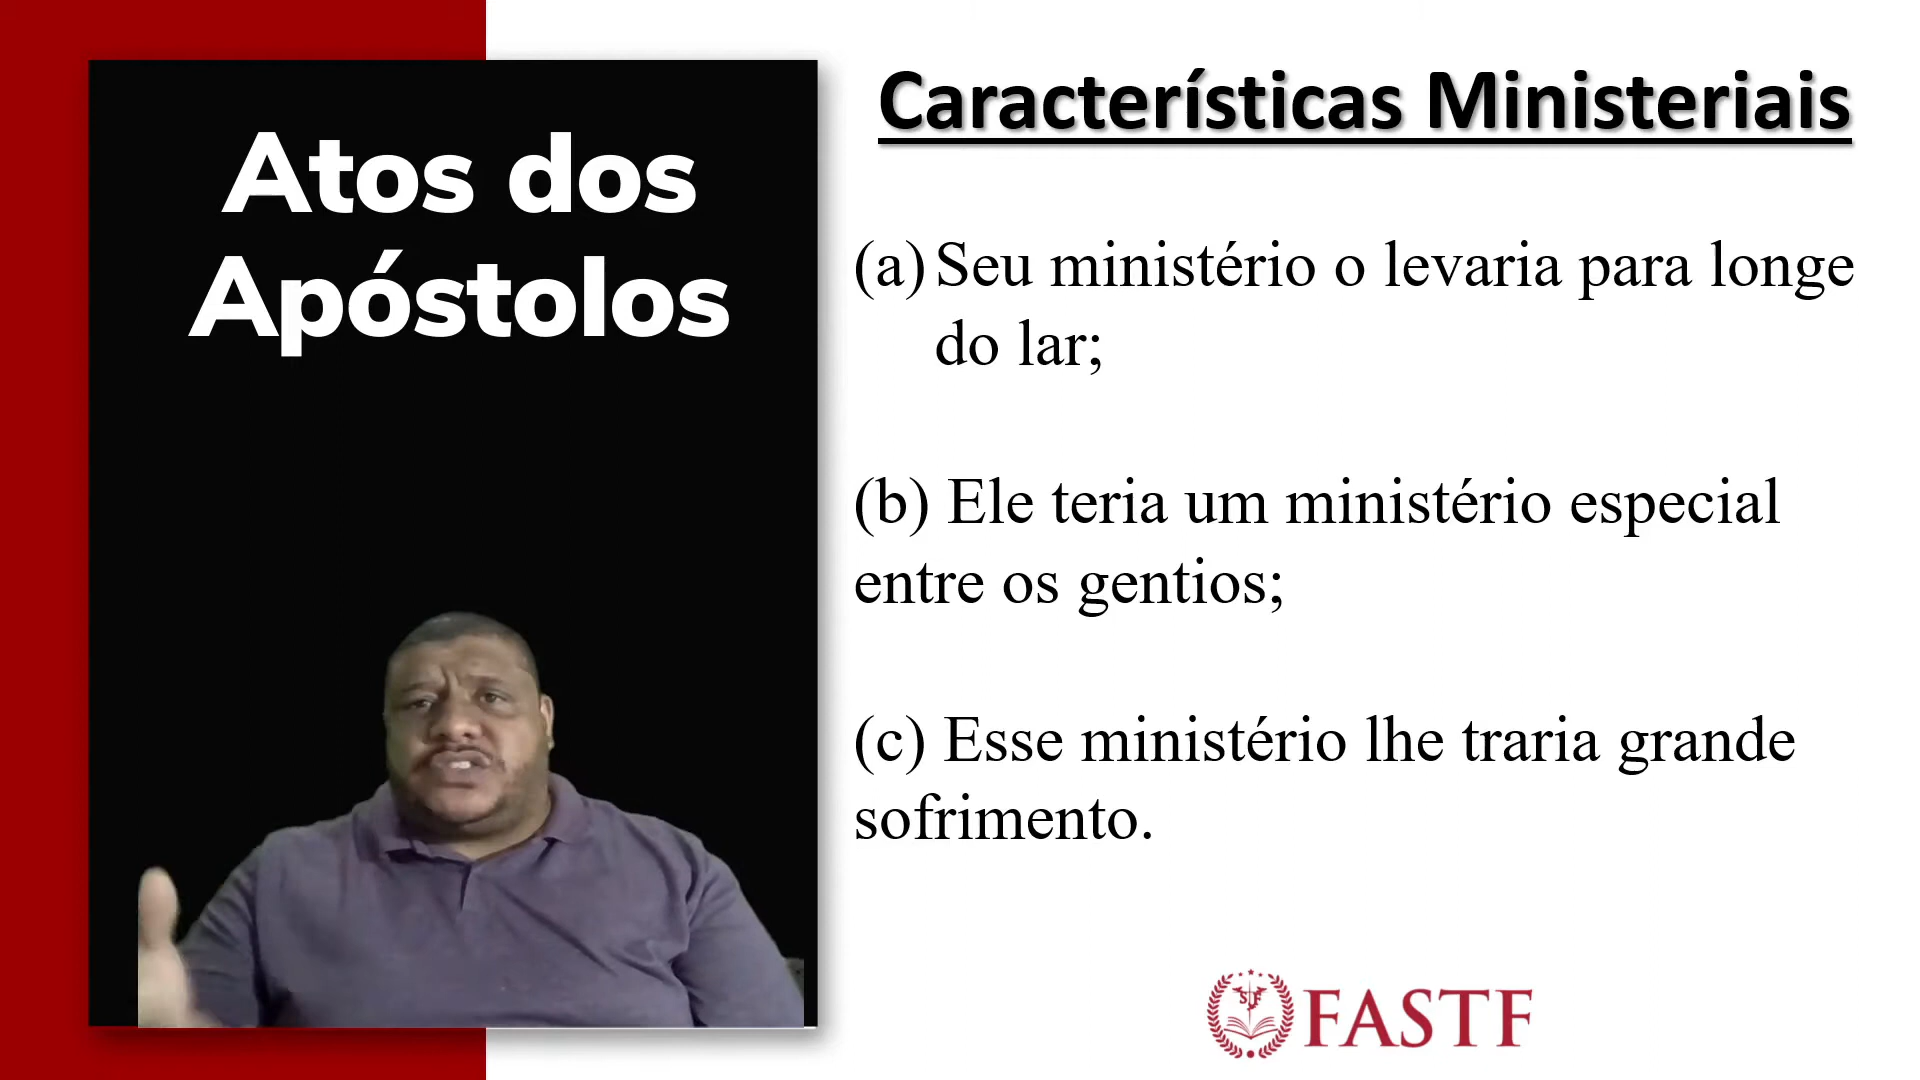 Atos dos
Apóstolos
Características Ministeriais
(a) Seu ministério o levaria para longe
do lar;
(b) Ele teria um ministério especial
entre os gentios;
(c) Esse ministério lhe traria grande
sofrimento.
FASTF